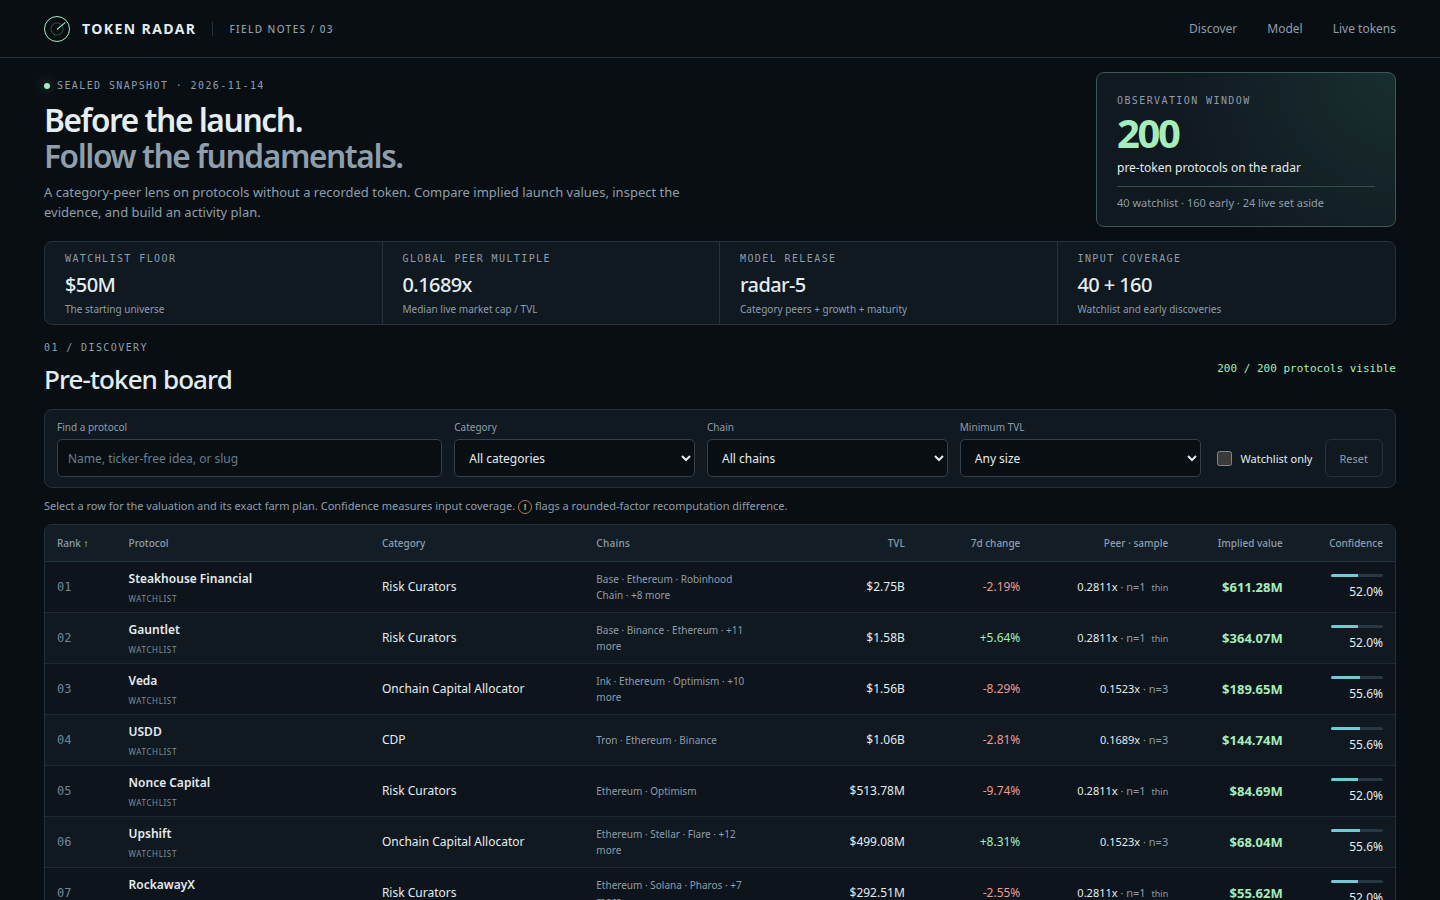 TOKEN RADAR
FIELD NOTES / 03
Discover
Model
Live tokens
SEALED SNAPSHOT · 2026-11-14
Before the launch.
Follow the fundamentals.
A category-peer lens on protocols without a recorded token. Compare implied launch values, inspect the
evidence, and build an activity plan.
OBSERVATION WINDOW
200
pre-token protocols on the radar
40 watchlist · 160 early · 24 live set aside
WATCHLIST FLOOR
$50M
The starting universe
GLOBAL PEER MULTIPLE
0.1689x
Median live market cap / TVL
MODEL RELEASE
radar-5
Category peers + growth + maturity
INPUT COVERAGE
40 + 160
Watchlist and early discoveries
01 / DISCOVERY
Pre-token board
200 / 200 protocols visible
Find a protocol
Name, ticker-free idea, or slug
Category
All categories
Chain
All chains
Minimum TVL
Any size
Watchlist only
Reset
Select a row for the valuation and its exact farm plan. Confidence measures input coverage. ! flags a rounded-factor recomputation difference.
Rank ↑ Protocol Category Chains TVL 7d change Peer · sample Implied value Confidence
01 Steakhouse Financial Risk Curators Base · Ethereum · Robinhood $2.75B -2.19% 0.2811x · n=1 thin $611.28M 52.0%
WATCHLIST Chain · +8 more
02 Gauntlet Risk Curators Base · Binance · Ethereum · +11 $1.58B +5.64% 0.2811x · n=1 thin $364.07M 52.0%
WATCHLIST more
03 Veda Onchain Capital Allocator Ink · Ethereum · Optimism · +10 $1.56B -8.29% 0.1523x · n=3 $189.65M 55.6%
WATCHLIST more
04 USDD CDP Tron · Ethereum · Binance $1.06B -2.81% 0.1689x · n=3 $144.74M 55.6%
WATCHLIST
05 Nonce Capital Risk Curators Ethereum · Optimism $513.78M -9.74% 0.2811x · n=1 thin $84.69M 52.0%
WATCHLIST
06 Upshift Onchain Capital Allocator Ethereum · Stellar · Flare · +12 $499.08M +8.31% 0.1523x · n=3 $68.04M 55.6%
WATCHLIST more
07 RockawayX Risk Curators Ethereum · Solana · Pharos · +7 $292.51M -2.55% 0.2811x · n=1 thin $55.62M 52.0%